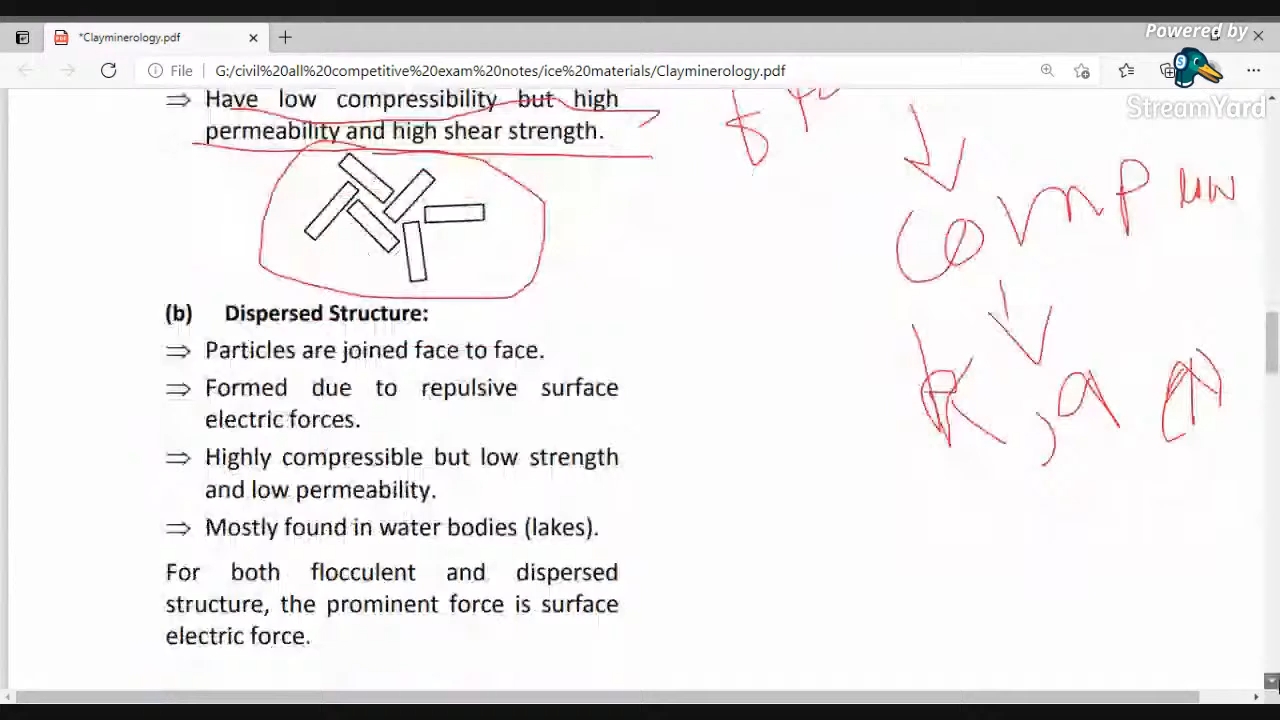 Powered by
*Clayminerology.pdf
File
G:/civil%20all%20competitive%20exam%20notes/ice%20materials/Clayminerology.pdf
StreamYard
⇒ Have low compressibility but high
permeability and high shear strength.
comp
(b) Dispersed Structure:
⇒ Particles are joined face to face.
⇒ Formed due to repulsive surface
electric forces.
K,
⇒ Highly compressible but low strength
and low permeability.
⇒ Mostly found in water bodies (lakes).
For both flocculent and dispersed
structure, the prominent force is surface
electric force.